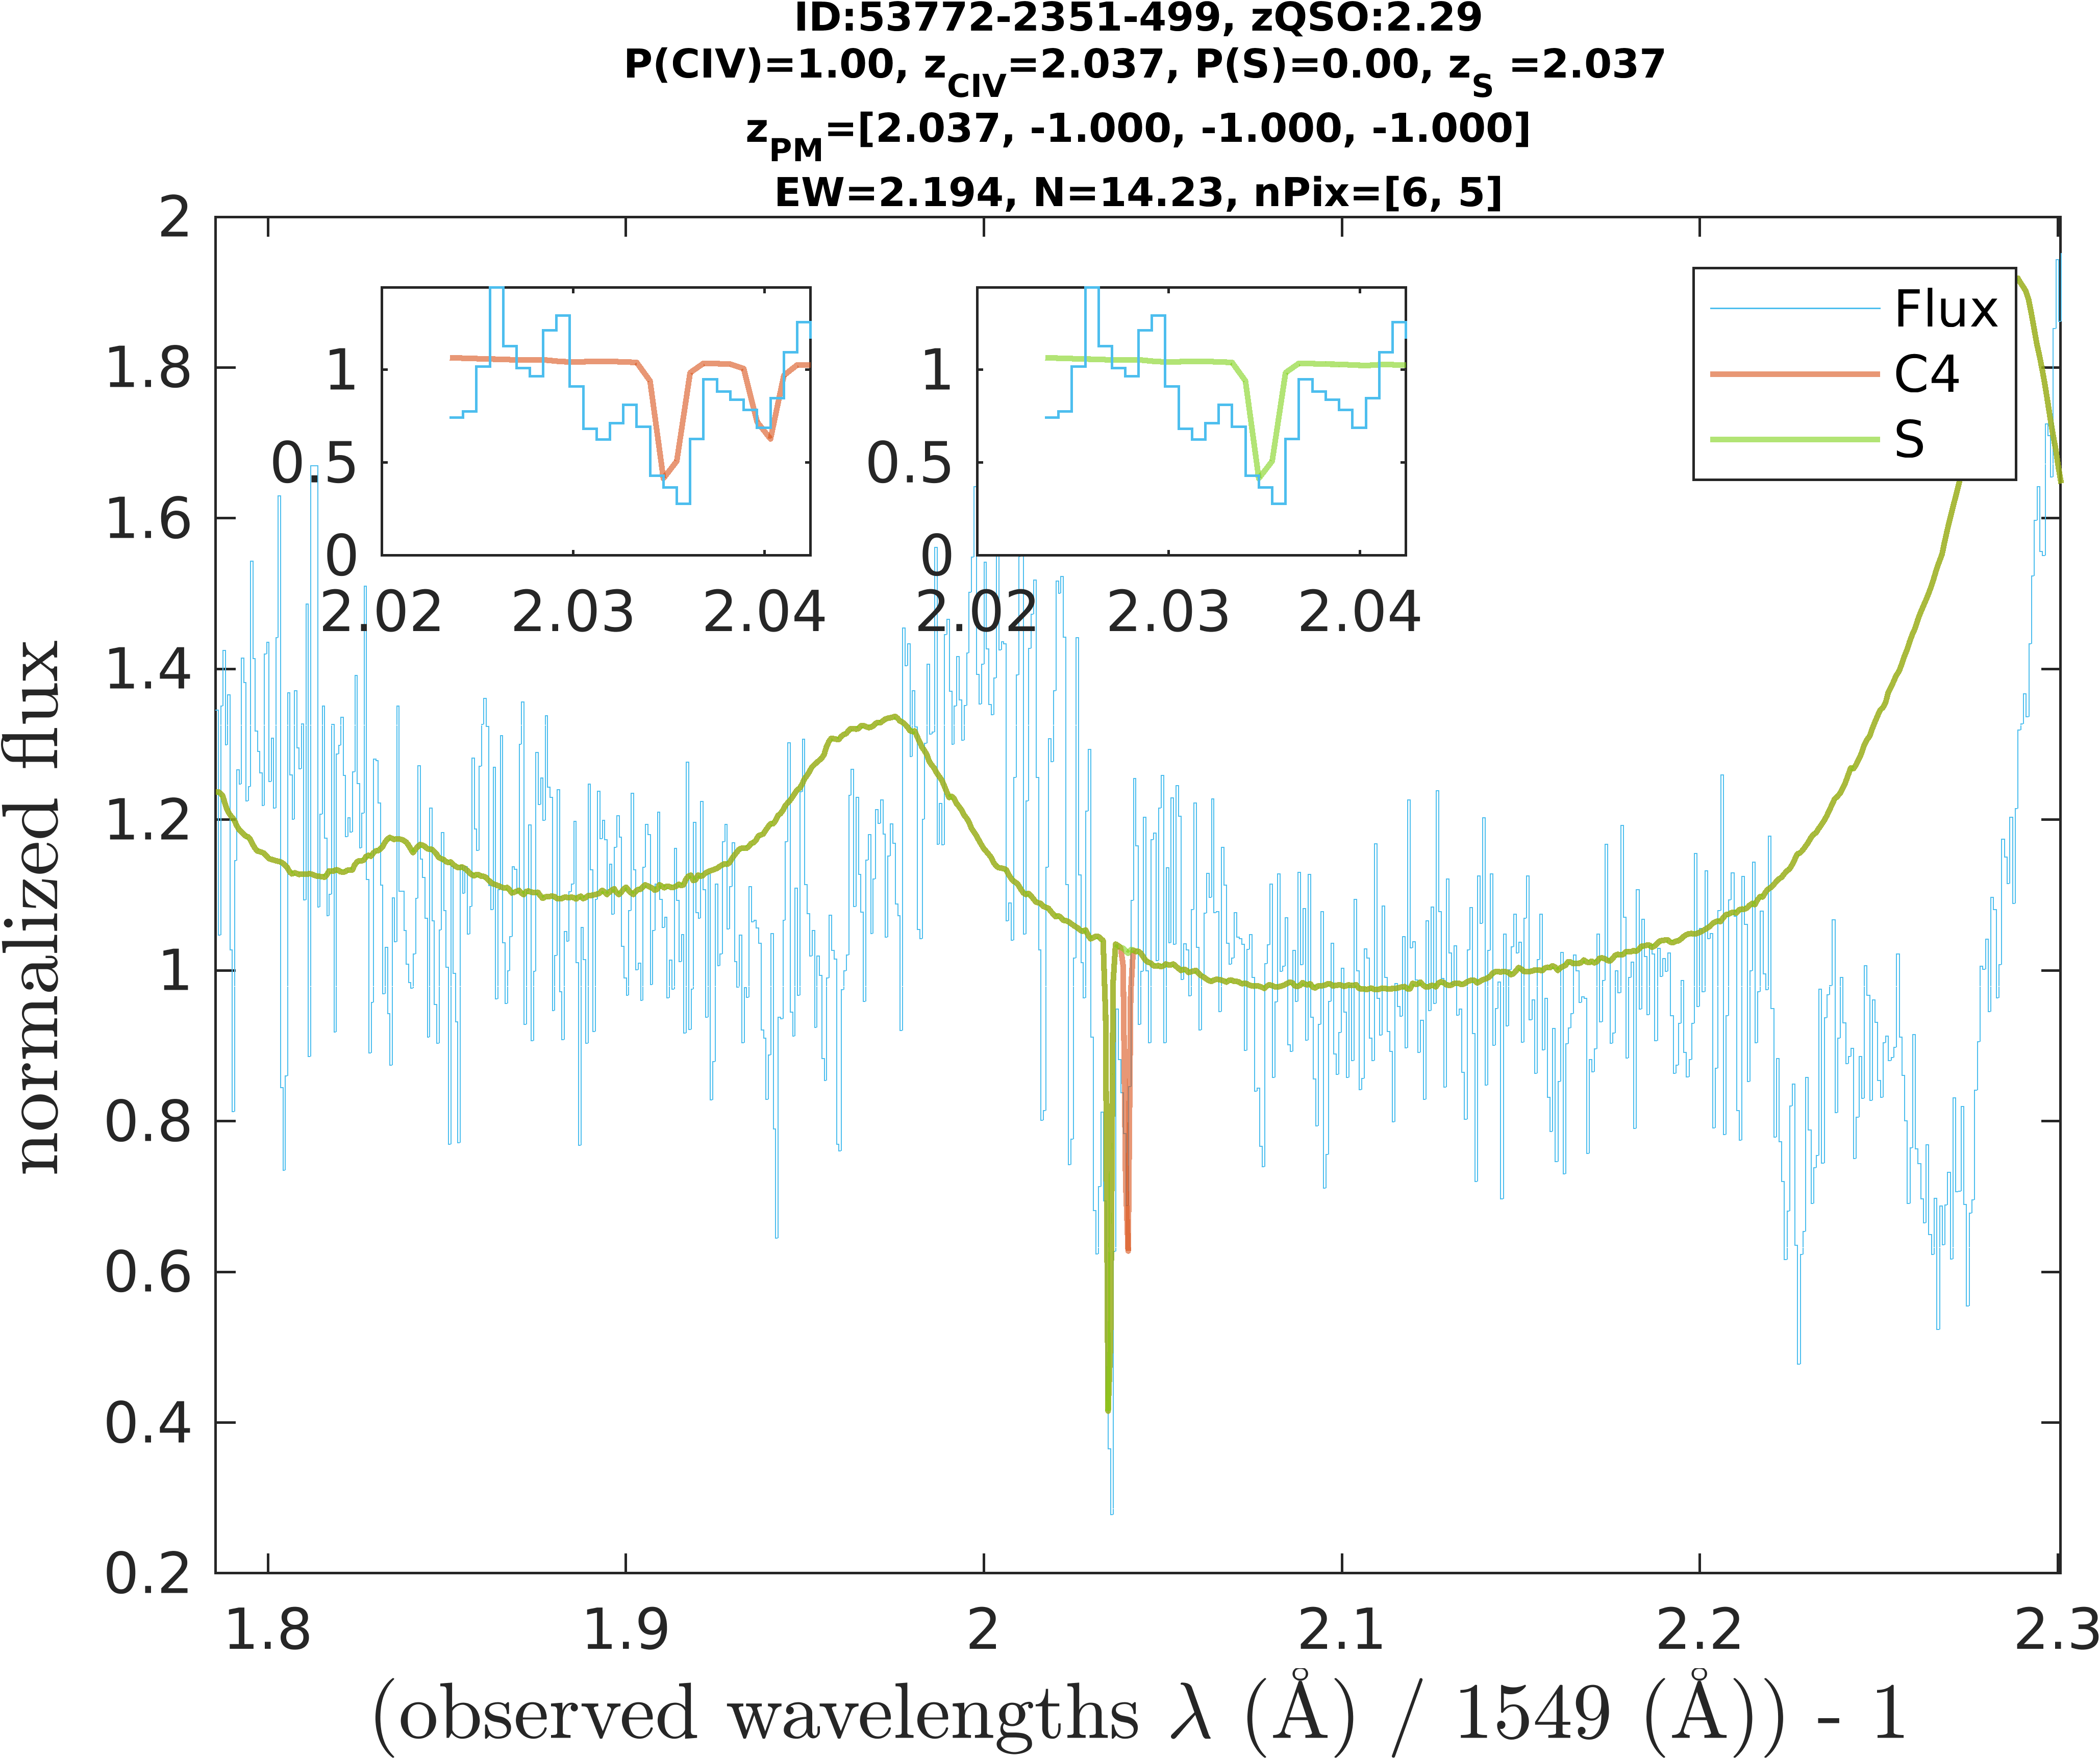 ID:53772-2351-499, zQSO:2.29
P(CIV)=1.00, zCIV=2.037, P(S)=0.00, zS =2.037
zPM=[2.037, -1.000, -1.000, -1.000]
EW=2.194, N=14.23, nPix=[6, 5]
2
1.8
1.6
1.4
1.2
1
0.8
0.6
0.4
0.2
normalized flux
1
0.5
0
2.02 2.03 2.04
1
0.5
0
2.02 2.03 2.04
Flux
C4
S
1.8 1.9 2 2.1 2.2 2.3
(observed wavelengths λ (Å) / 1549 (Å)) - 1